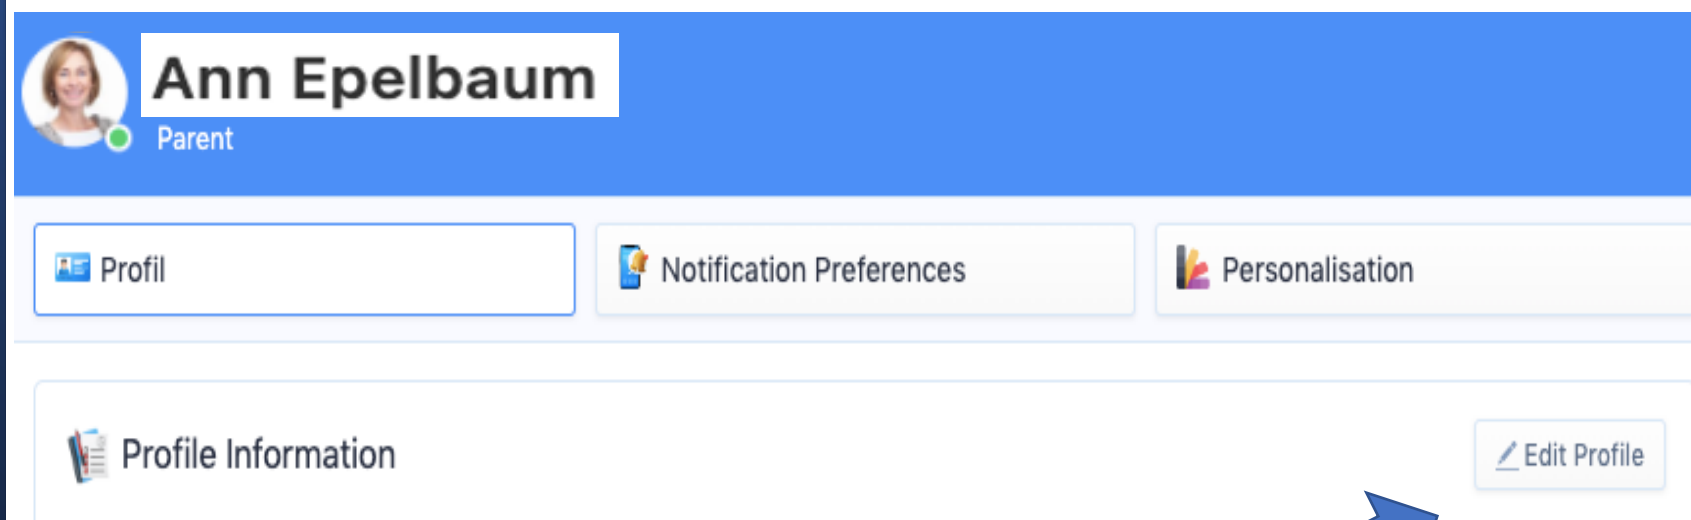 Ann Epelbaum
Parent
Profil
Notification Preferences
Personalisation
Profile Information
Edit Profile